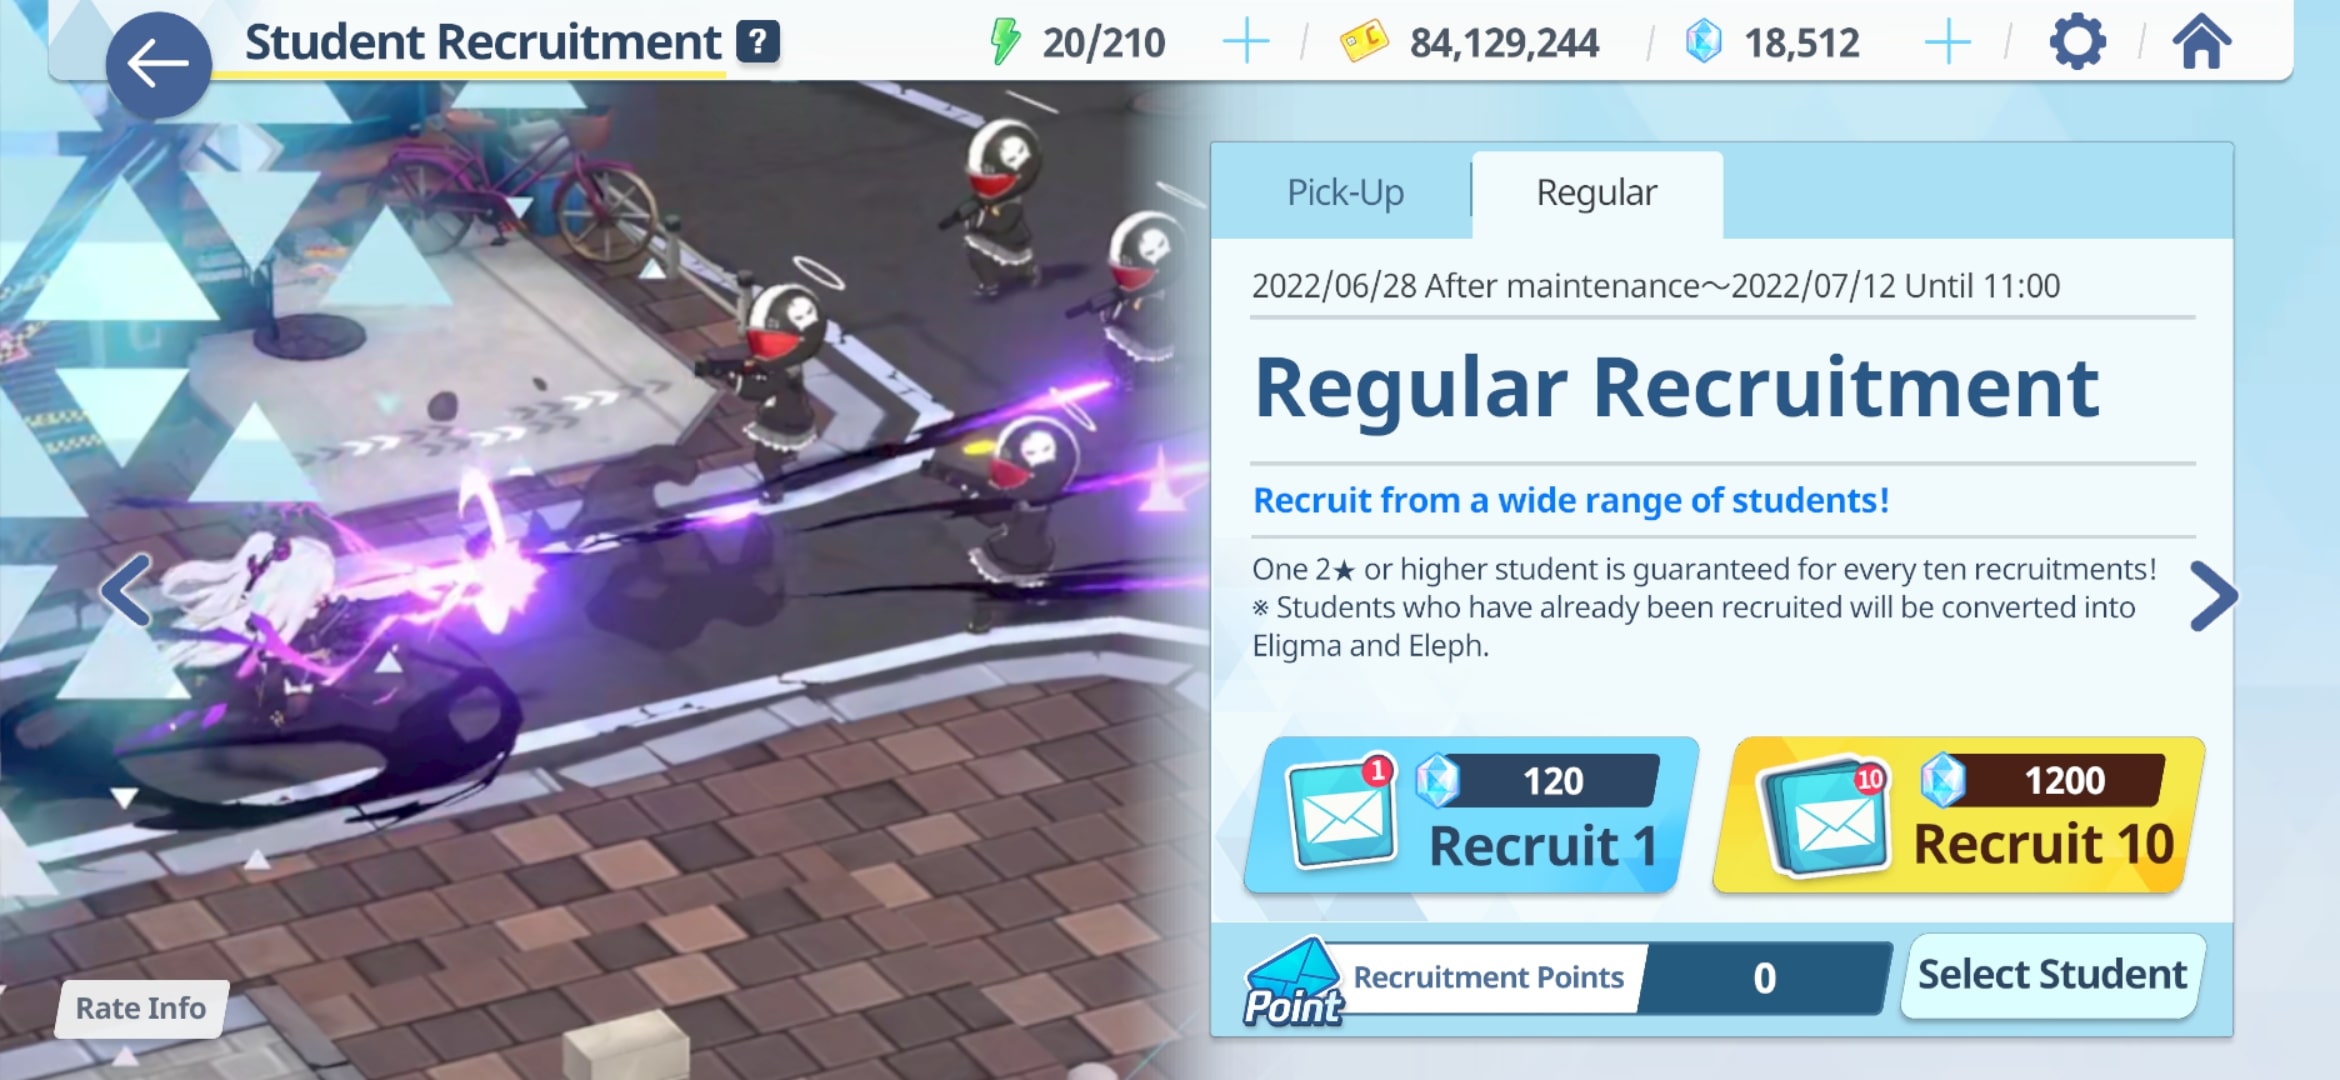 Student Recruitment ?
20/210
84,129,244
18,512
Pick-Up
Regular
2022/06/28 After maintenance～2022/07/12 Until 11:00
Regular Recruitment
Recruit from a wide range of students!
One 2★ or higher student is guaranteed for every ten recruitments!
※ Students who have already been recruited will be converted into
Eligma and Eleph.
1
120
Recruit 1
10
1200
Recruit 10
Point
Recruitment Points
0
Select Student
Rate Info